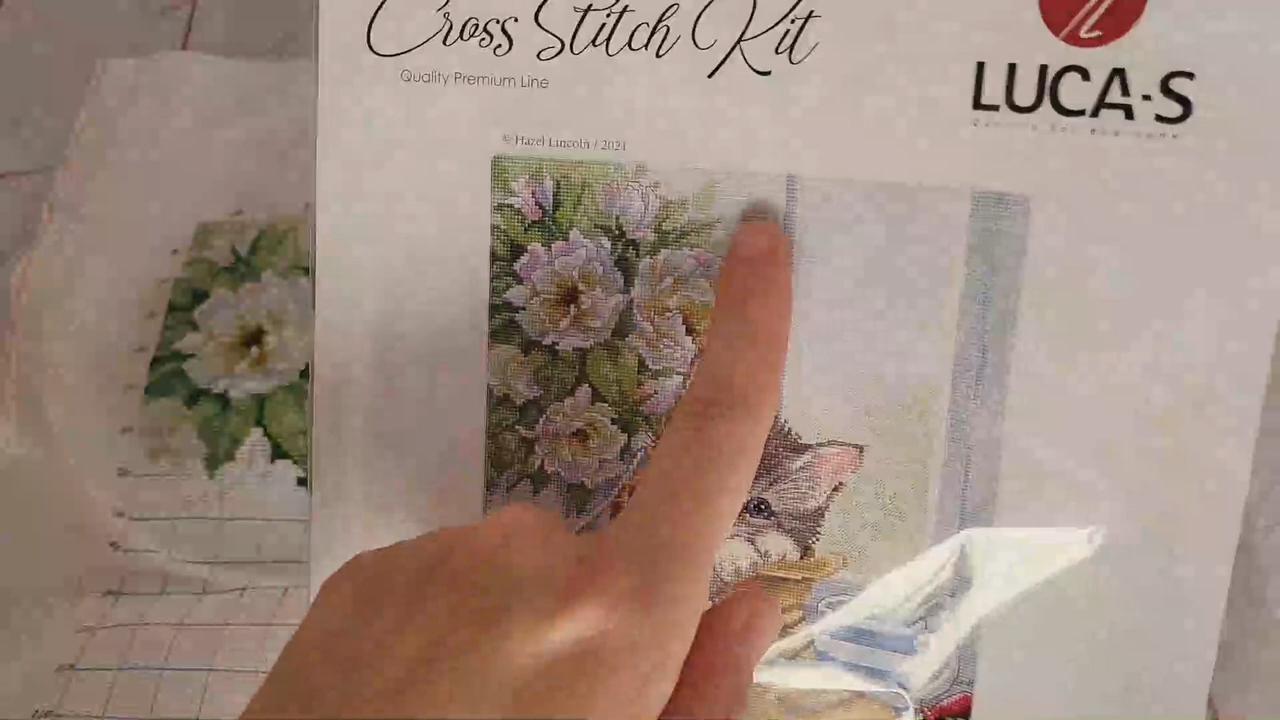 Cross Stitch Kit
Quality Premium Line
LUCA-S
© Hazel Lincoln / 2021